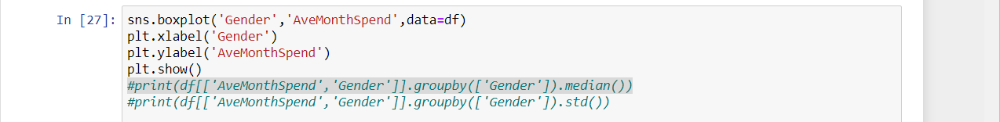 In [27]: sns.boxplot('Gender','AveMonthSpend',data=df)
plt.xlabel('Gender')
plt.ylabel('AveMonthSpend')
plt.show()
#print(df[['AveMonthSpend','Gender']].groupby(['Gender']).median())
#print(df[['AveMonthSpend','Gender']].groupby(['Gender']).std())